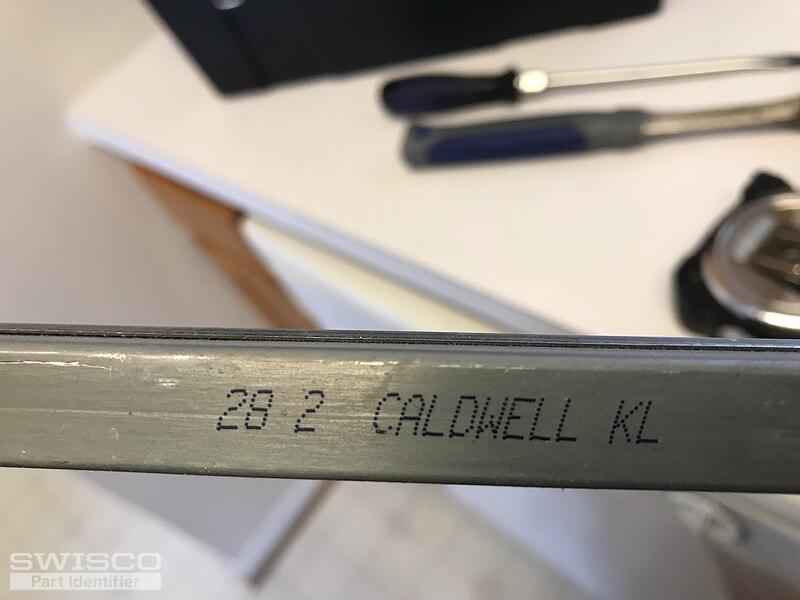 28 2 CALDWELL KL
SWISCO
Part Identifier